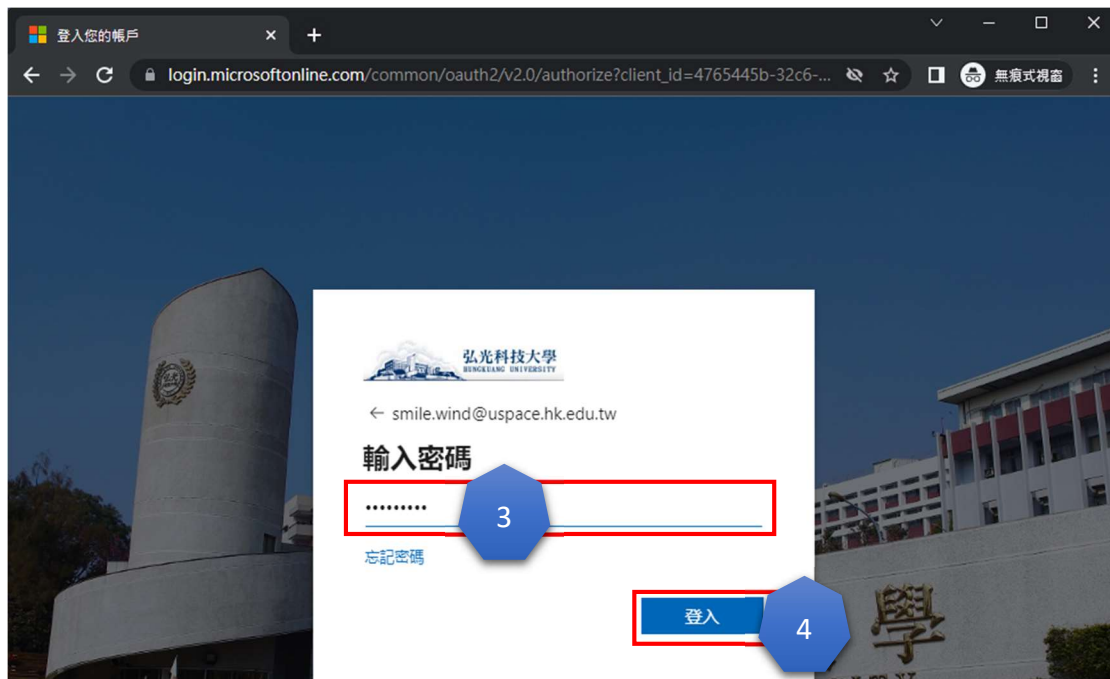 登入您的帳戶
login.microsoftonline.com/common/oauth2/v2.0/authorize?client_id=4765445b-32c6-...
無痕式視窗
弘光科技大學
HUNGKUANG UNIVERSITY
smile.wind@uspace.hk.edu.tw
輸入密碼
•••••••••
3
忘記密碼
登入
4
學